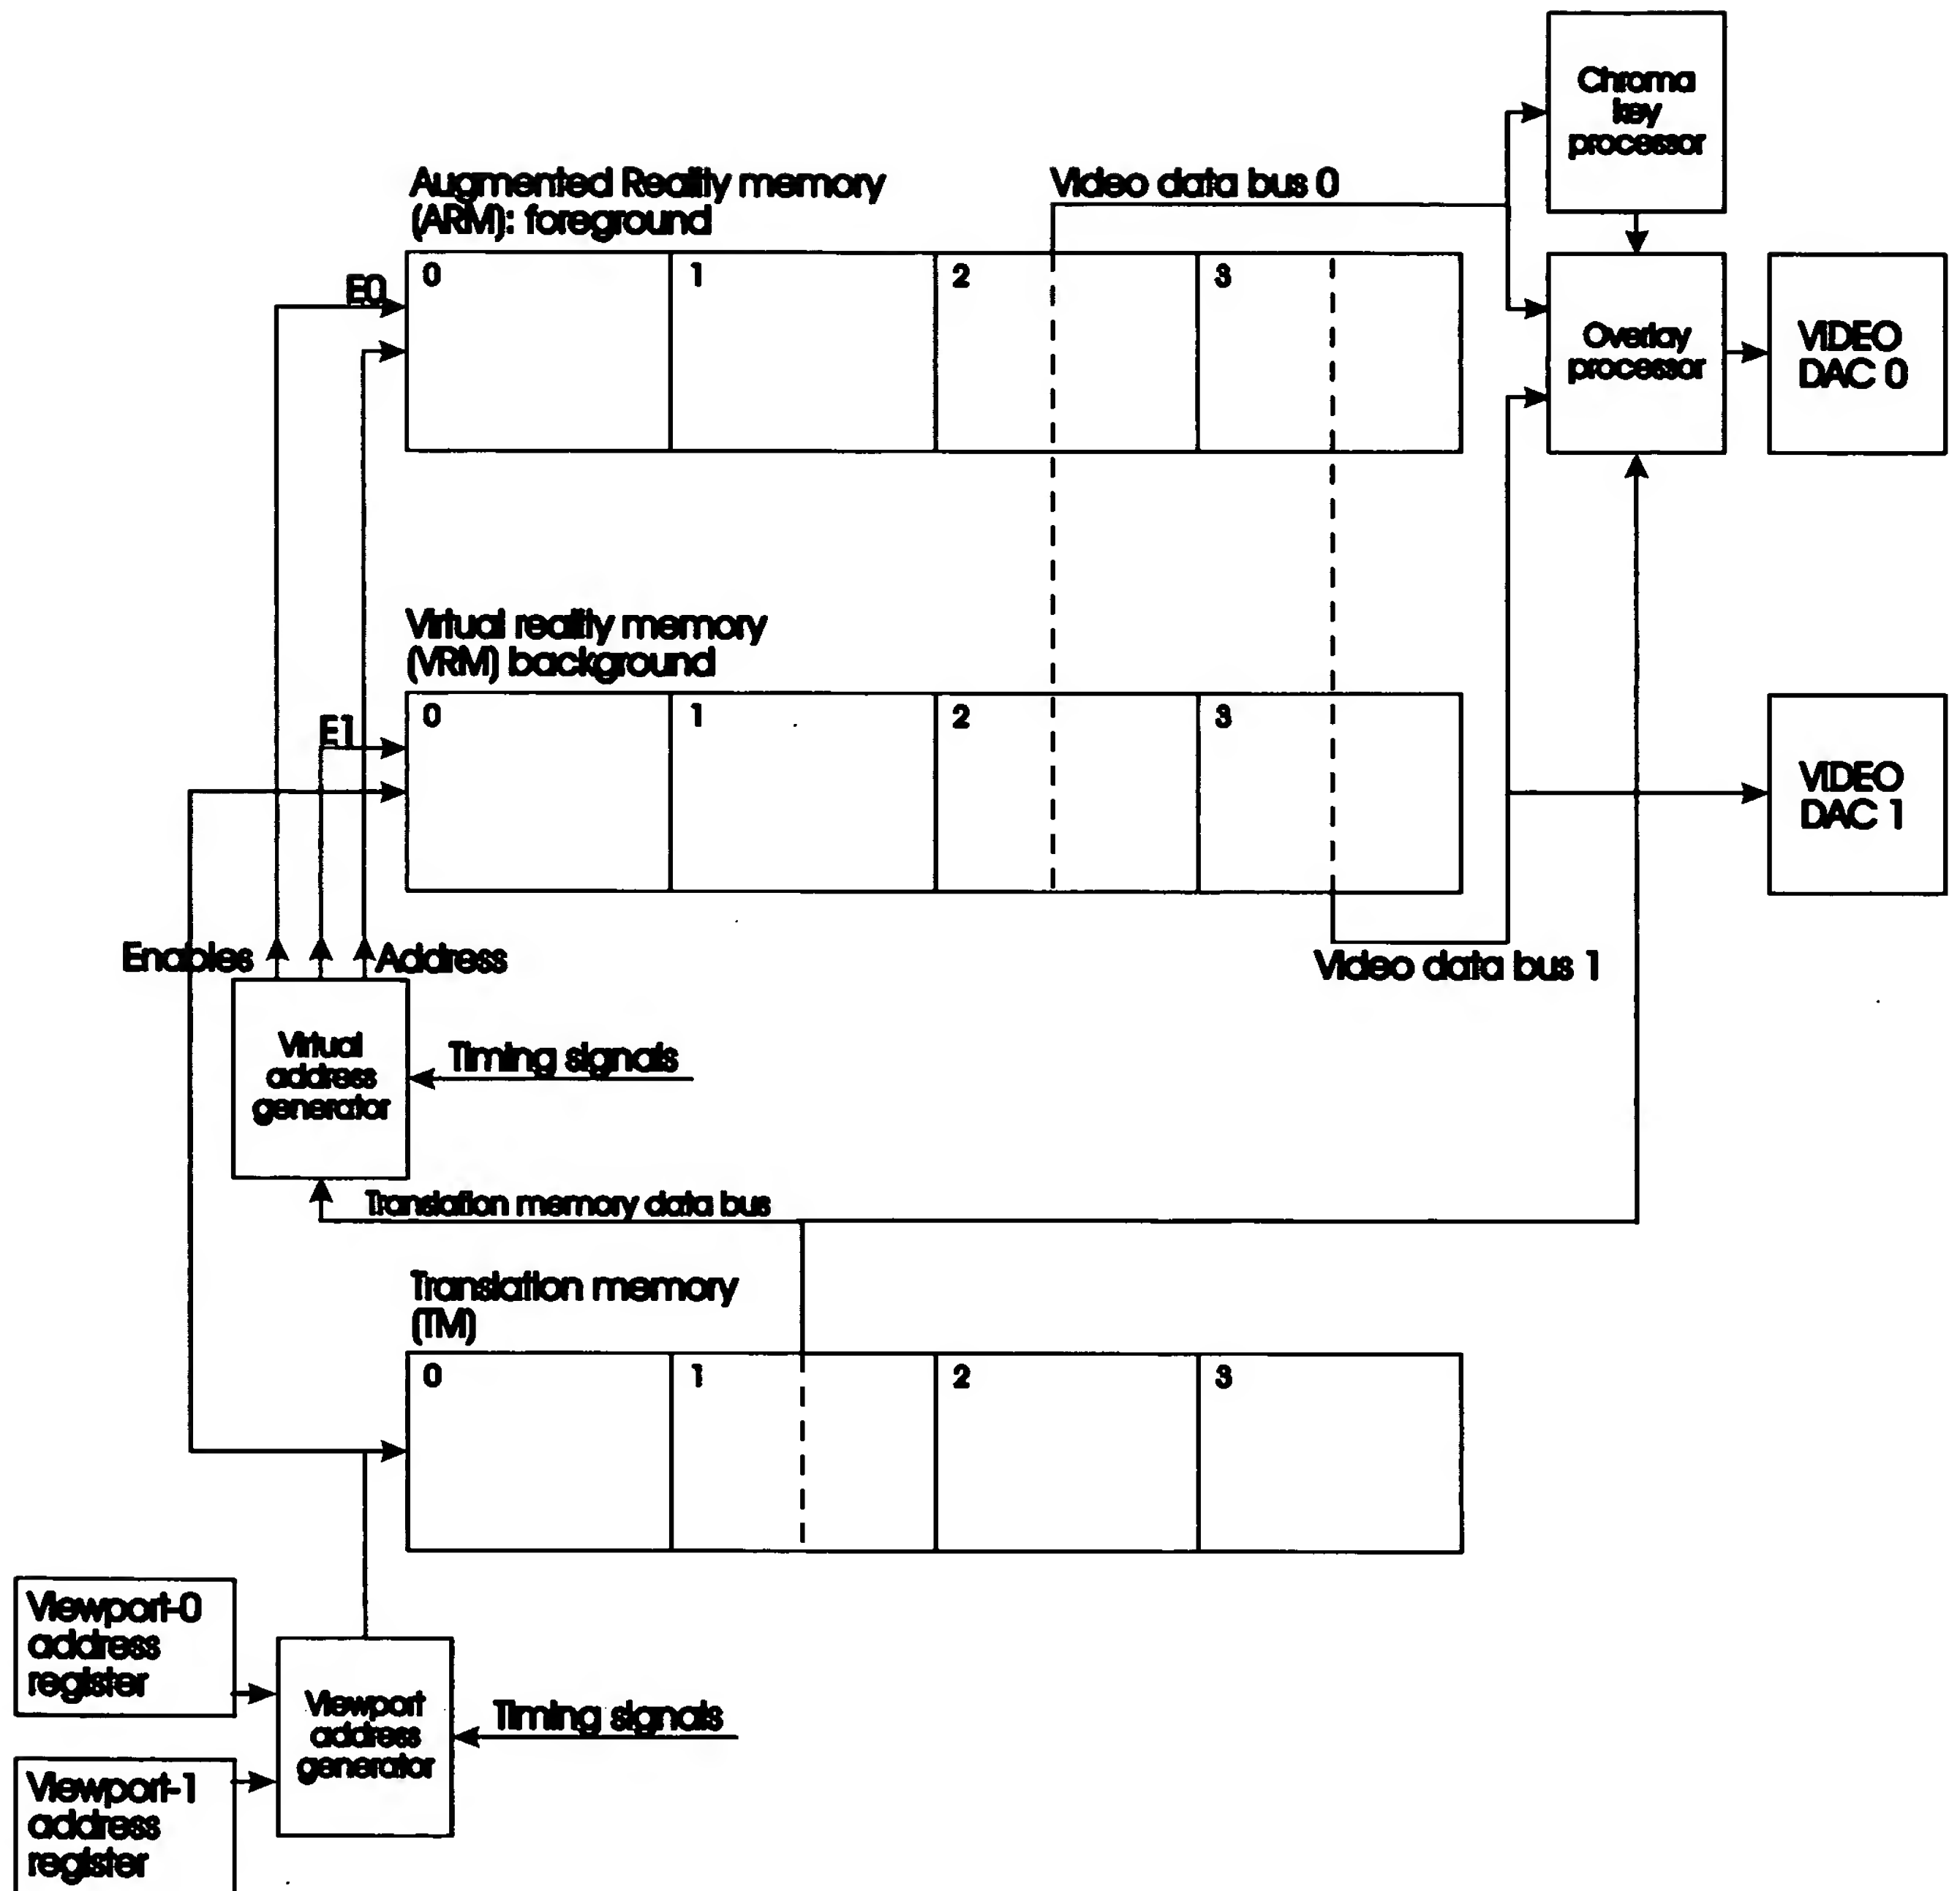 Chroma
key
processor
Augmented Reality memory
(ARM): foreground
Video data bus 0
E0
0
1
2
3
Overlay
processor
VIDEO
DAC 0
Virtual reality memory
(VRM) background
E1
0
1
2
3
VIDEO
DAC 1
Enables
Address
Video data bus 1
Virtual
address
generator
Timing signals
Translation memory data bus
Translation memory
(TM)
0
1
2
3
Viewport-0
address
register
Viewport
address
generator
Timing signals
Viewport-1
address
register